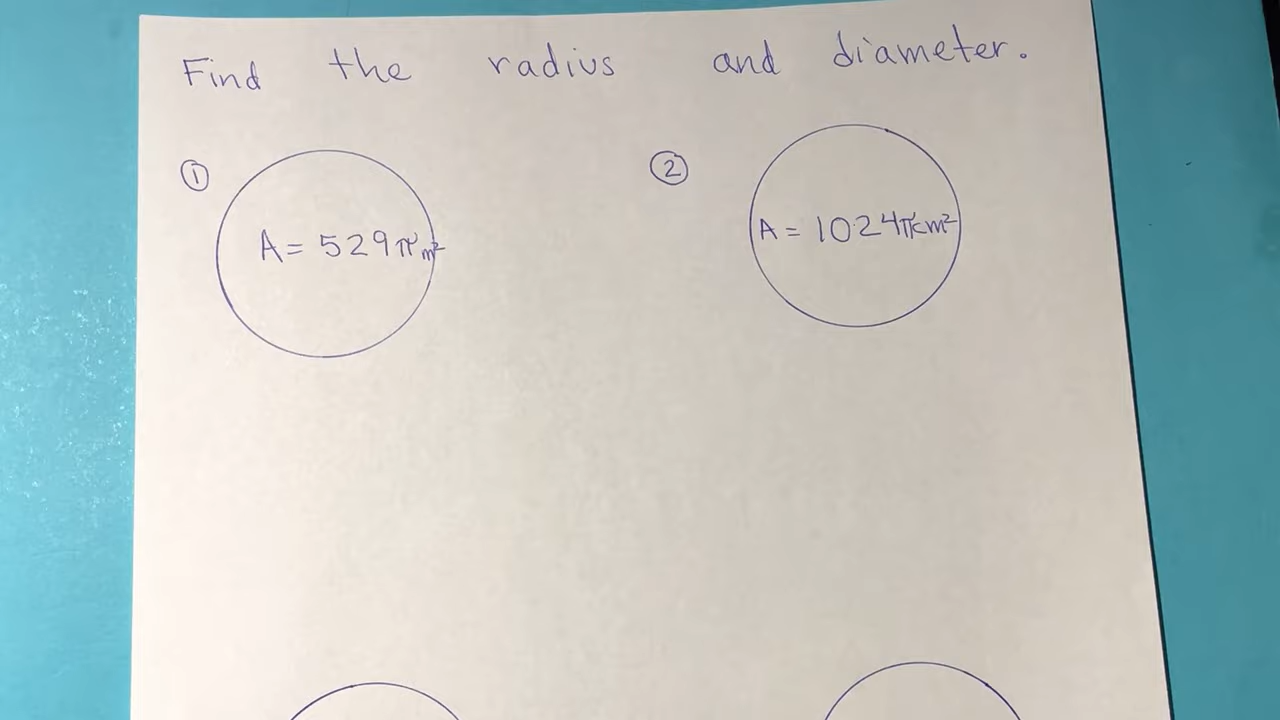 Find the radius and diameter.
① A = 529π m²
② A = 1024π cm²